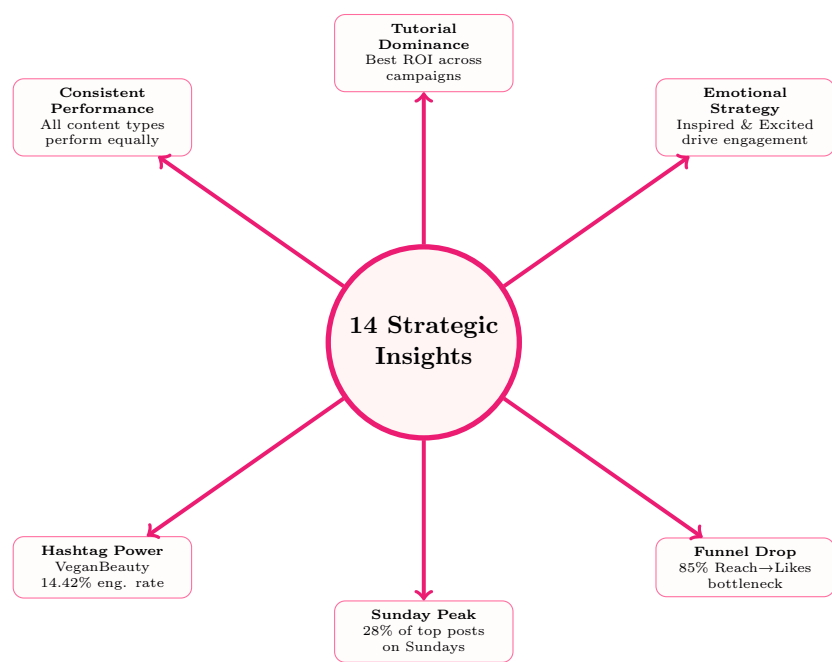 Tutorial
Dominance
Best ROI across
campaigns
Consistent
Performance
All content types
perform equally
Emotional
Strategy
Inspired & Excited
drive engagement
14 Strategic
Insights
Hashtag Power
VeganBeauty
14.42% eng. rate
Funnel Drop
85% Reach→Likes
bottleneck
Sunday Peak
28% of top posts
on Sundays